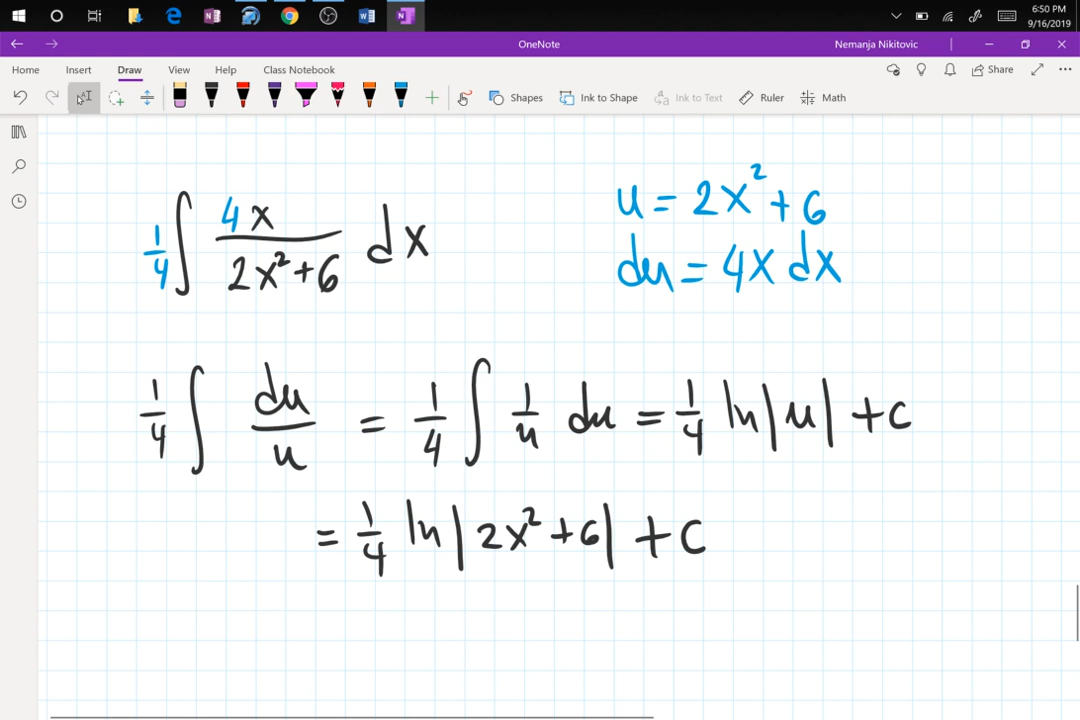 6:50 PM
9/16/2019
OneNote
Nemanja Nikitovic
Home Insert Draw View Help Class Notebook Share
Shapes Ink to Shape Ink to Text Ruler Math
1/4 ∫ 4x/(2x²+6) dx
u = 2x² + 6
du = 4x dx
1/4 ∫ du/u = 1/4 ∫ 1/u du = 1/4 ln|u| + c
= 1/4 ln|2x²+6| + c